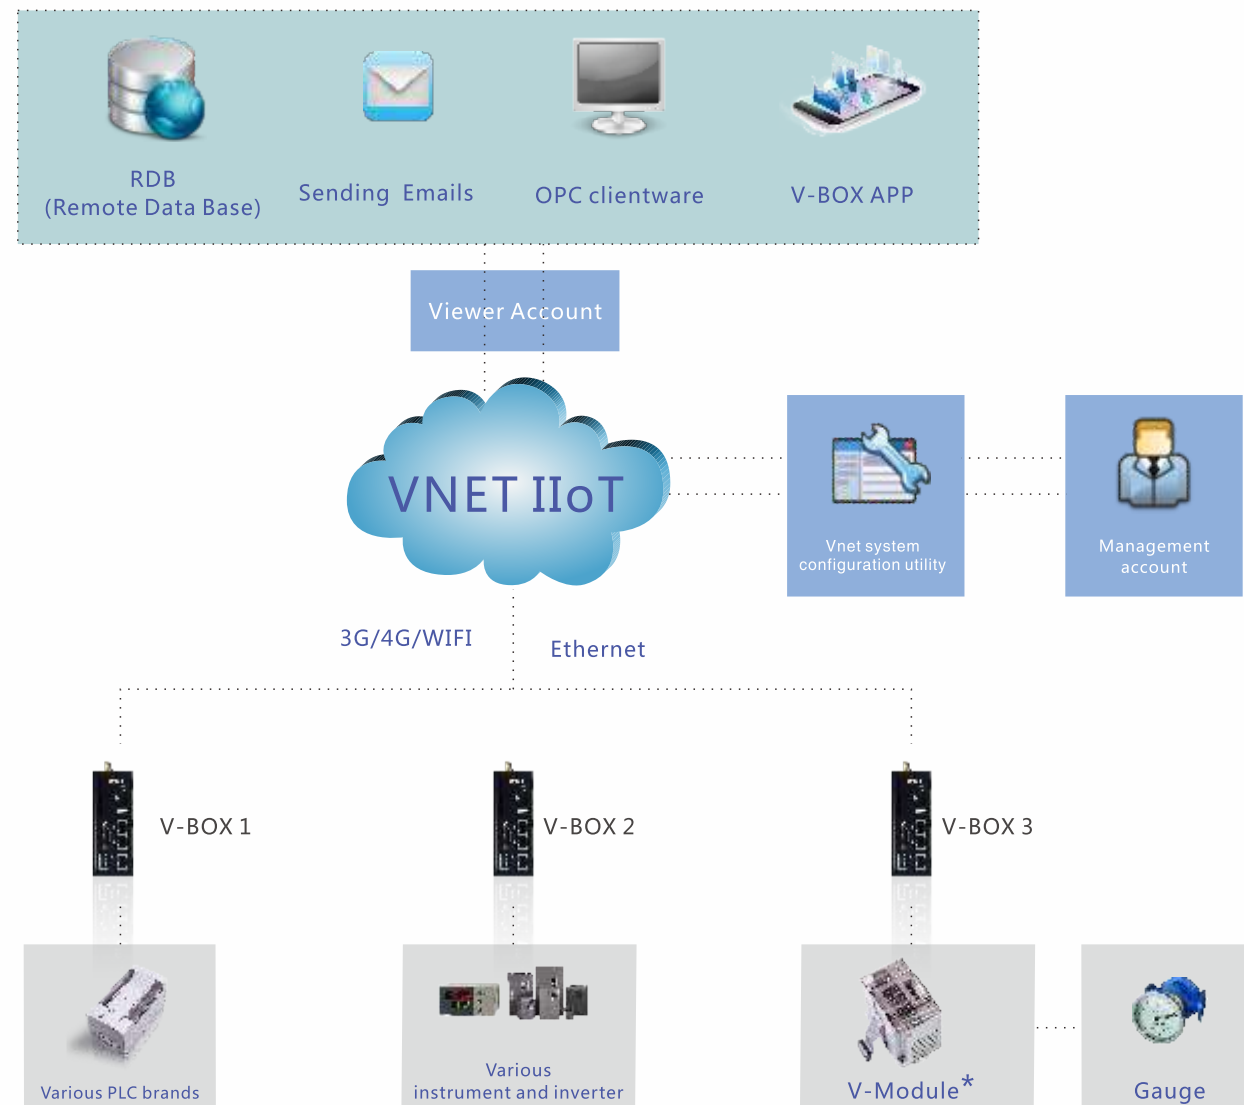 RDB
(Remote Data Base)
Sending Emails
OPC clientware
V-BOX APP
Viewer Account
VNET IIoT
Vnet system
configuration utility
Management
account
3G/4G/WIFI
Ethernet
V-BOX 1
V-BOX 2
V-BOX 3
Various PLC brands
Various
instrument and inverter
V-Module*
Gauge